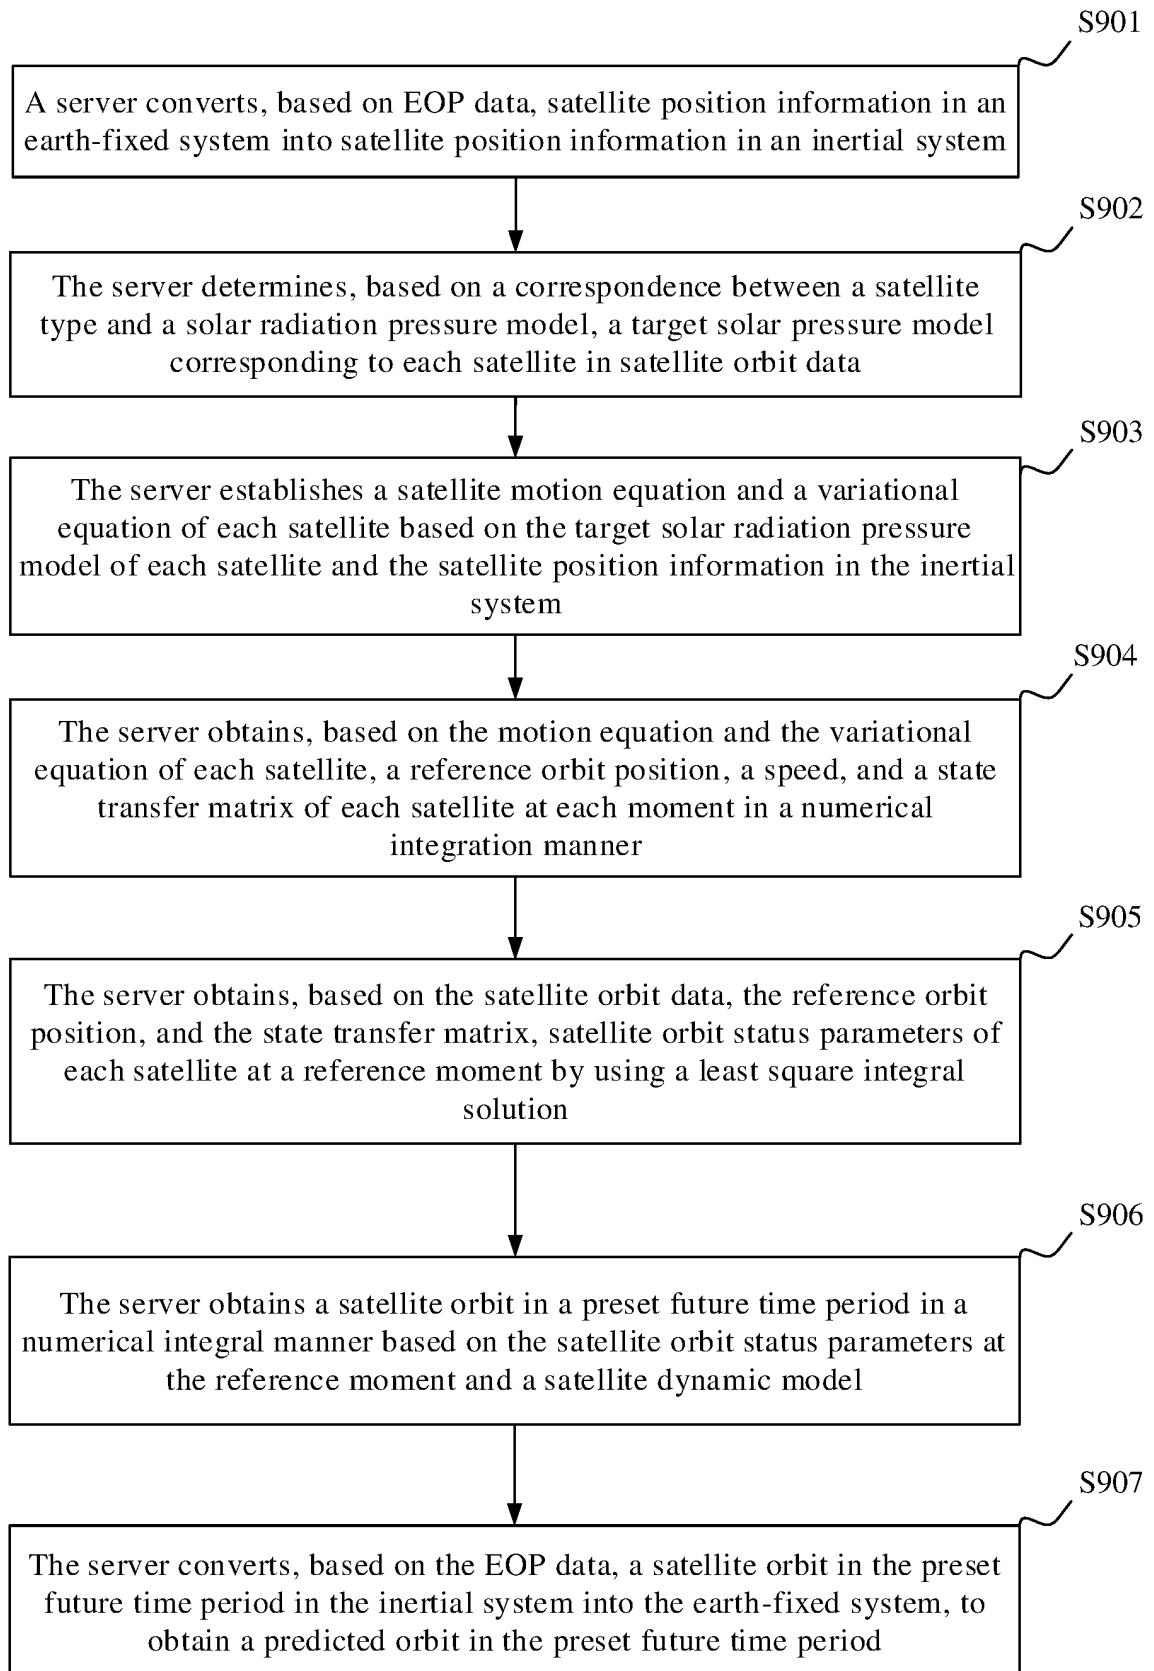 S901
A server converts, based on EOP data, satellite position information in an
earth-fixed system into satellite position information in an inertial system
S902
The server determines, based on a correspondence between a satellite
type and a solar radiation pressure model, a target solar pressure model
corresponding to each satellite in satellite orbit data
S903
The server establishes a satellite motion equation and a variational
equation of each satellite based on the target solar radiation pressure
model of each satellite and the satellite position information in the inertial
system
S904
The server obtains, based on the motion equation and the variational
equation of each satellite, a reference orbit position, a speed, and a state
transfer matrix of each satellite at each moment in a numerical
integration manner
S905
The server obtains, based on the satellite orbit data, the reference orbit
position, and the state transfer matrix, satellite orbit status parameters of
each satellite at a reference moment by using a least square integral
solution
S906
The server obtains a satellite orbit in a preset future time period in a
numerical integral manner based on the satellite orbit status parameters at
the reference moment and a satellite dynamic model
S907
The server converts, based on the EOP data, a satellite orbit in the preset
future time period in the inertial system into the earth-fixed system, to
obtain a predicted orbit in the preset future time period